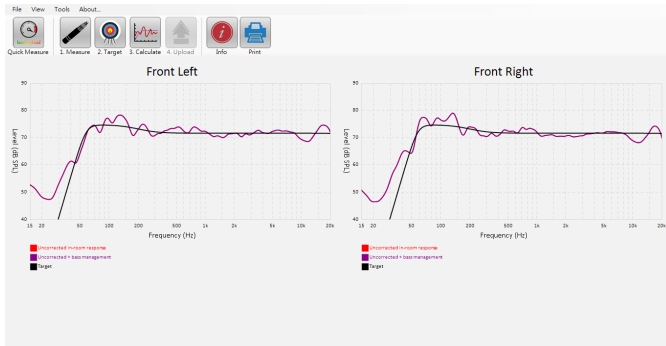 File View Tools About...
Quick Measure 1. Measure 2. Target 3. Calculate 4. Upload Info Print
Front Left
90
80
70
60
50
40
Level (dB SPL)
15 20 50 100 200 500 1k 2k 5k 10k 20k
Frequency (Hz)
Uncorrected in-room response
Uncorrected + bass management
Target
Front Right
90
80
70
60
50
40
Level (dB SPL)
15 20 50 100 200 500 1k 2k 5k 10k 20k
Frequency (Hz)
Uncorrected in-room response
Uncorrected + bass management
Target